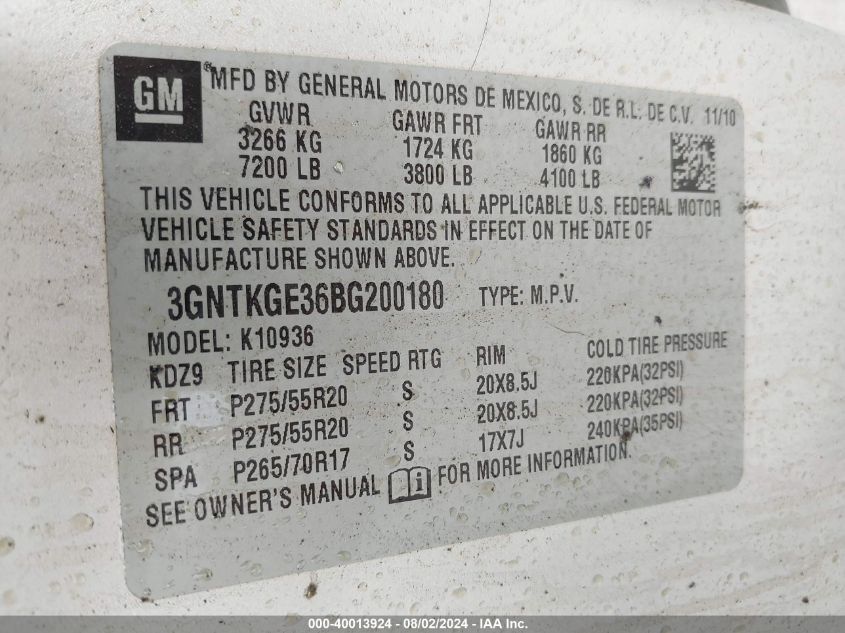 GM ® MFD BY GENERAL MOTORS DE MEXICO, S. DE R.L. DE C.V. 11/10
GVWR GAWR FRT GAWR RR
3266 KG 1724 KG 1860 KG
7200 LB 3800 LB 4100 LB
THIS VEHICLE CONFORMS TO ALL APPLICABLE U.S. FEDERAL MOTOR
VEHICLE SAFETY STANDARDS IN EFFECT ON THE DATE OF
MANUFACTURE SHOWN ABOVE.
3GNTKGE36BG200180 TYPE: M.P.V.
MODEL: K10936
KDZ9 TIRE SIZE SPEED RTG RIM COLD TIRE PRESSURE
FRT P275/55R20 S 20X8.5J 220KPA(32PSI)
RR P275/55R20 S 20X8.5J 220KPA(32PSI)
SPA P265/70R17 S 17X7J 240KPA(35PSI)
SEE OWNER'S MANUAL FOR MORE INFORMATION.
000-40013924 - 08/02/2024 - IAA Inc.